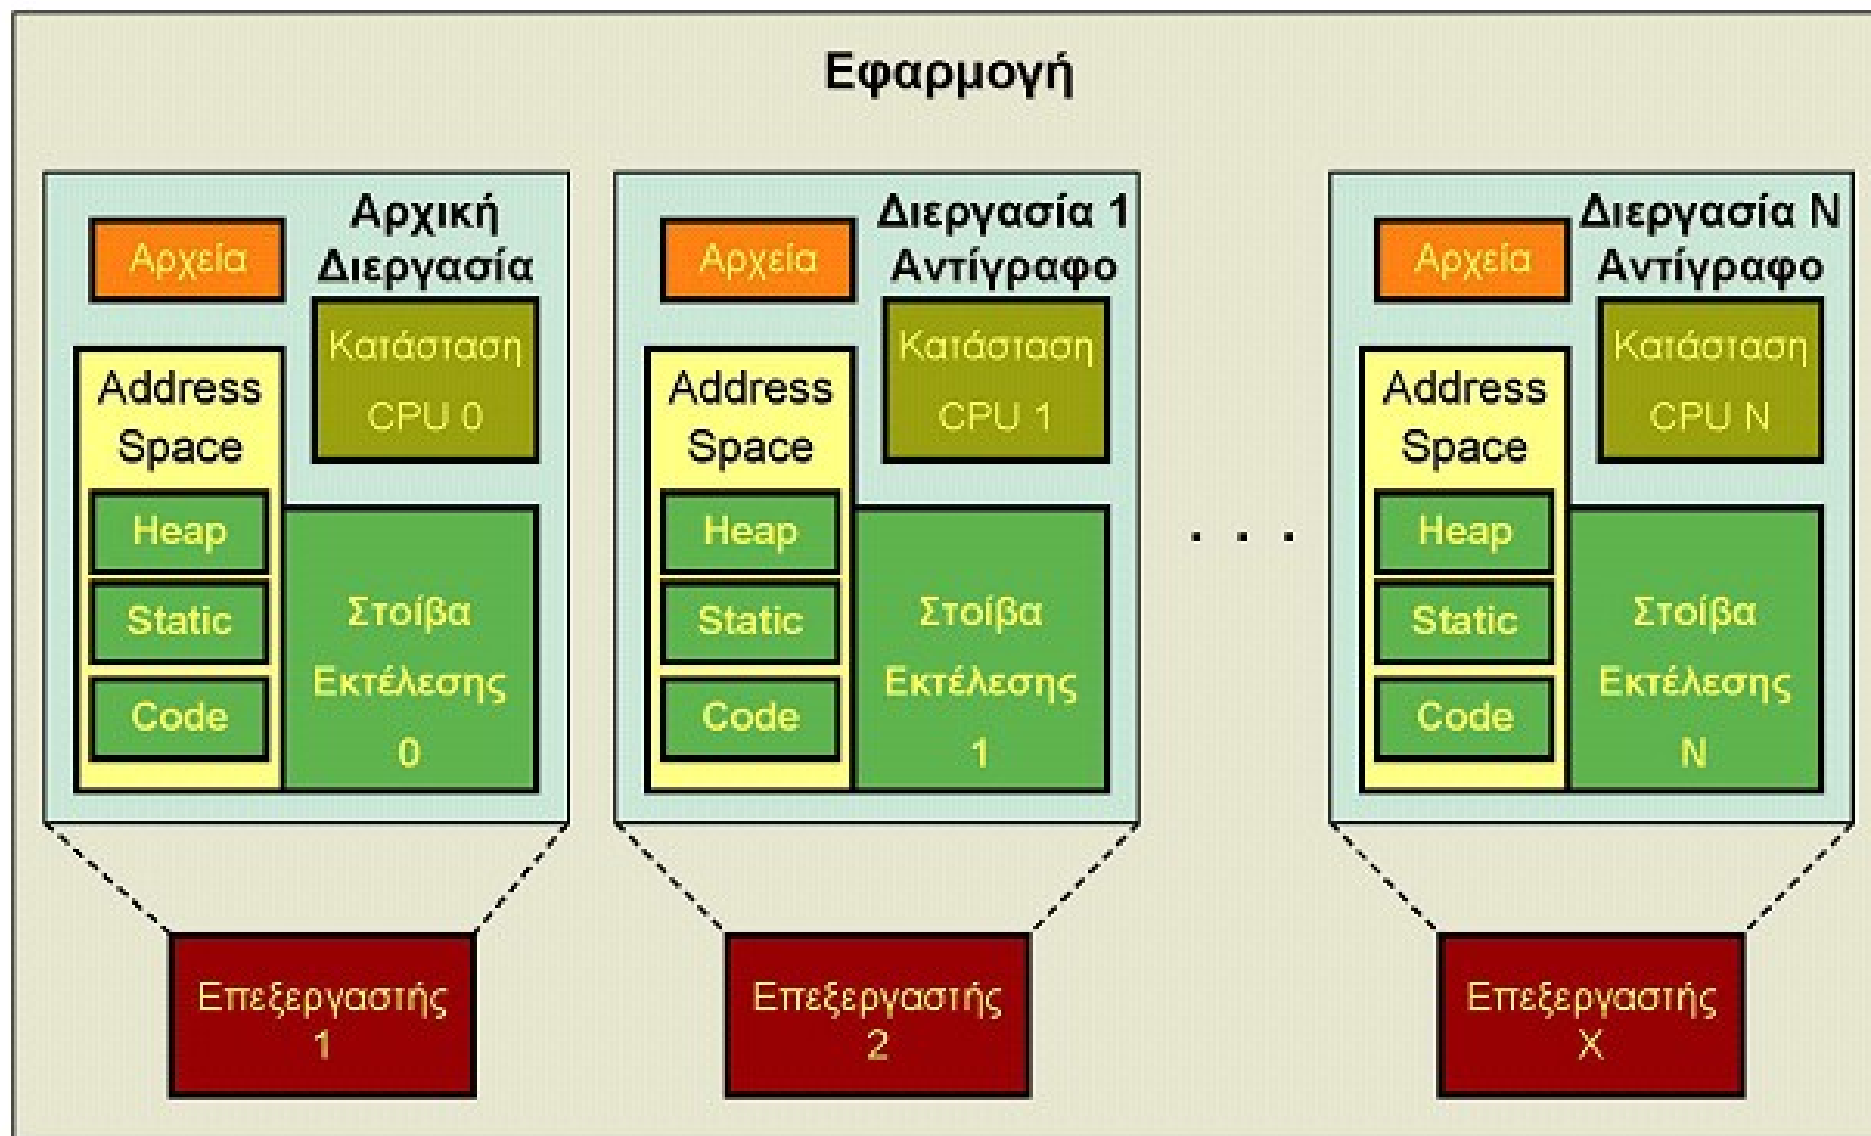 Εφαρμογή
Αρχική
Διεργασία
Αρχεία
Κατάσταση
CPU 0
Address
Space
Heap
Static
Code
Στοίβα
Εκτέλεσης
0
Διεργασία 1
Αντίγραφο
Αρχεία
Κατάσταση
CPU 1
Address
Space
Heap
Static
Code
Στοίβα
Εκτέλεσης
1
. . .
Διεργασία N
Αντίγραφο
Αρχεία
Κατάσταση
CPU N
Address
Space
Heap
Static
Code
Στοίβα
Εκτέλεσης
N
Επεξεργαστής
1
Επεξεργαστής
2
Επεξεργαστής
X